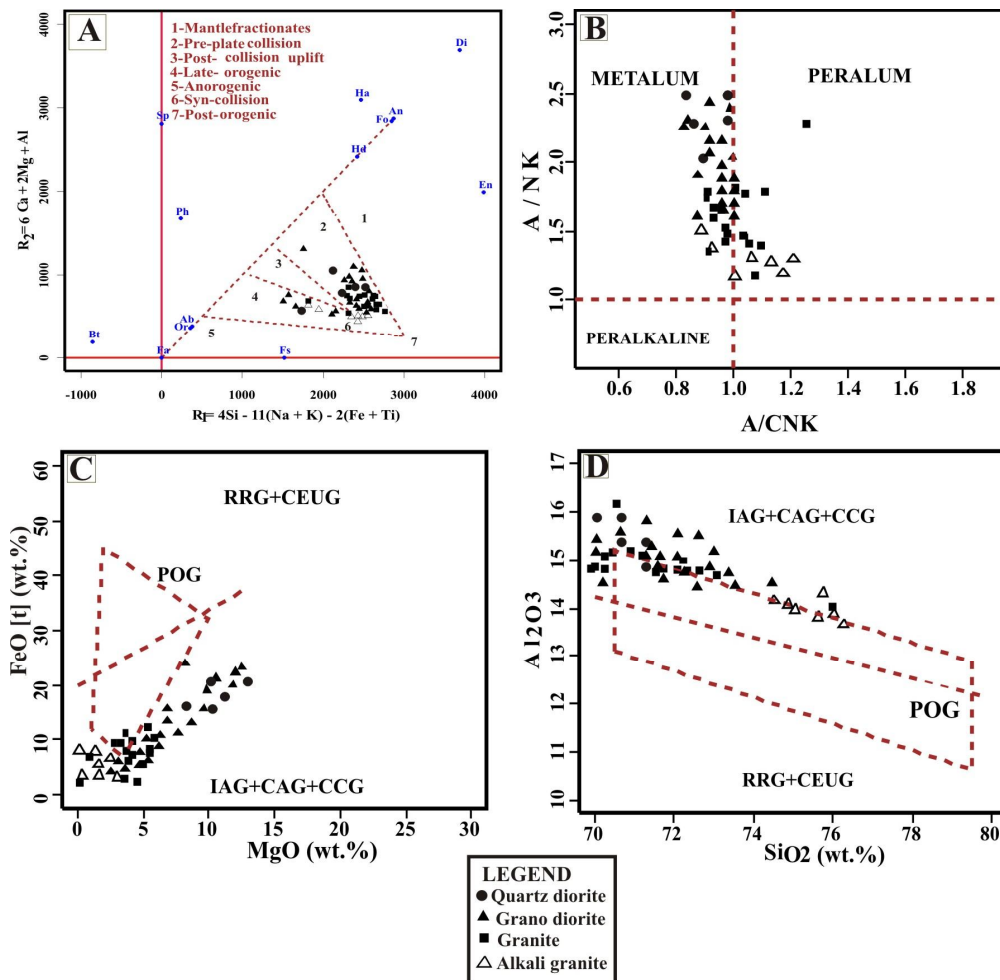 A
1-Mantlefractionates
2-Pre-plate collision
3-Post- collision uplift
4-Late- orogenic
5-Anorogenic
6-Syn-collision
7-Post-orogenic
Di
Ha
An
Fo
Sp
Hd
En
Ph
1
2
3
4
5
6
7
Ab
Or
Bt
Fa
Fs
0 1000 2000 3000 4000
R2=6 Ca + 2Mg + Al
-1000 0 1000 2000 3000 4000
R1= 4Si - 11(Na + K) - 2(Fe + Ti)
B
METALUM
PERALUM
PERALKALINE
3.0
2.5
2.0
1.5
1.0
A / NK
0.6 0.8 1.0 1.2 1.4 1.6 1.8
A/CNK
C
RRG+CEUG
POG
IAG+CAG+CCG
60
50
40
30
20
10
0
FeO [t] (wt.%)
0 5 10 15 20 25 30
MgO (wt.%)
D
IAG+CAG+CCG
POG
RRG+CEUG
17
16
15
14
13
12
11
10
Al2O3
70 72 74 76 78 80
SiO2 (wt.%)
LEGEND
Quartz diorite
Grano diorite
Granite
Alkali granite